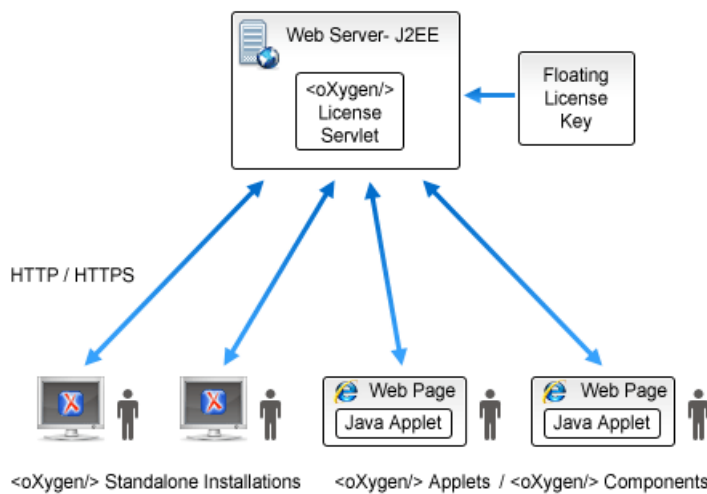 Web Server- J2EE
<oXygen/>
License
Servlet
Floating
License
Key
HTTP / HTTPS
X
X
Web Page
Java Applet
Web Page
Java Applet
<oXygen/> Standalone Installations
<oXygen/> Applets / <oXygen/> Components